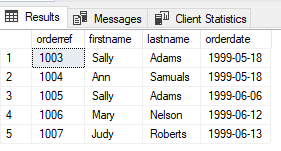 Results Messages Client Statistics
orderref firstname lastname orderdate
1 1003 Sally Adams 1999-05-18
2 1004 Ann Samuals 1999-05-18
3 1005 Sally Adams 1999-06-06
4 1006 Mary Nelson 1999-06-12
5 1007 Judy Roberts 1999-06-13